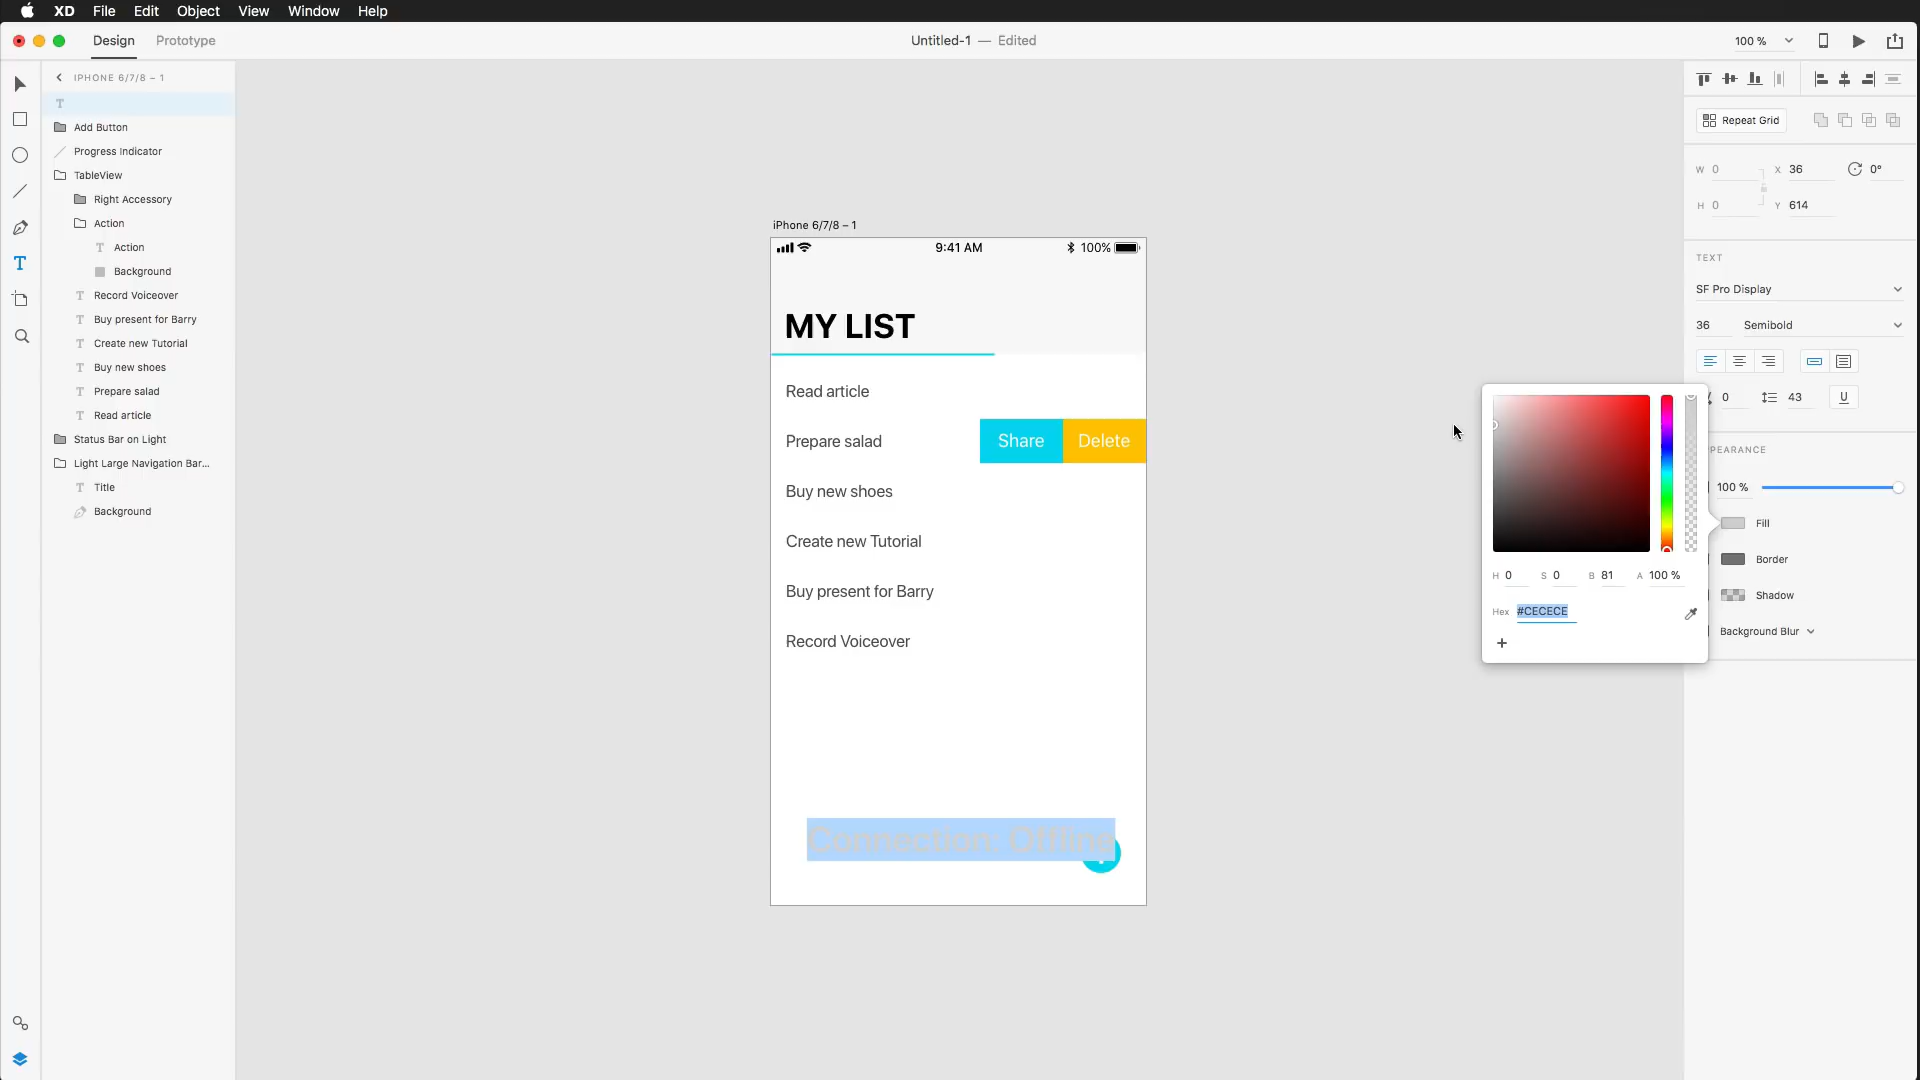 XD File Edit Object View Window Help
Design Prototype
Untitled-1 — Edited
100 %
IPHONE 6/7/8 – 1
Add Button
Progress Indicator
TableView
Right Accessory
Action
Action
Background
Record Voiceover
Buy present for Barry
Create new Tutorial
Buy new shoes
Prepare salad
Read article
Status Bar on Light
Light Large Navigation Bar...
Title
Background
iPhone 6/7/8 – 1
9:41 AM
100%
MY LIST
Read article
Prepare salad
Share
Delete
Buy new shoes
Create new Tutorial
Buy present for Barry
Record Voiceover
Connection: Offline
H 0 S 0 B 81 A 100 %
Hex #CECECE
+
Repeat Grid
W 0 X 36 0°
H 0 Y 614
TEXT
SF Pro Display
36 Semibold
0 43 U
PEARANCE
100 %
Fill
Border
Shadow
Background Blur